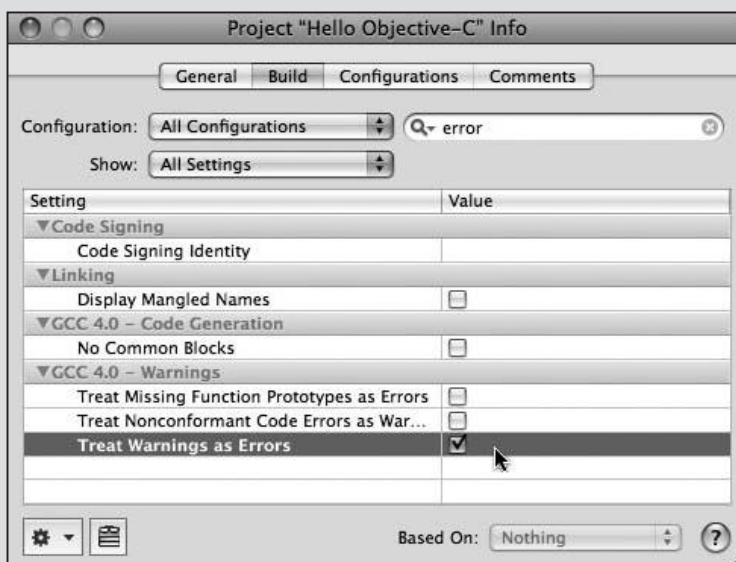 Project “Hello Objective-C” Info
General Build Configurations Comments
Configuration: All Configurations error
Show: All Settings
Setting Value
Code Signing
Code Signing Identity
Linking
Display Mangled Names
GCC 4.0 – Code Generation
No Common Blocks
GCC 4.0 – Warnings
Treat Missing Function Prototypes as Errors
Treat Nonconformant Code Errors as War...
Treat Warnings as Errors
Based On: Nothing ?